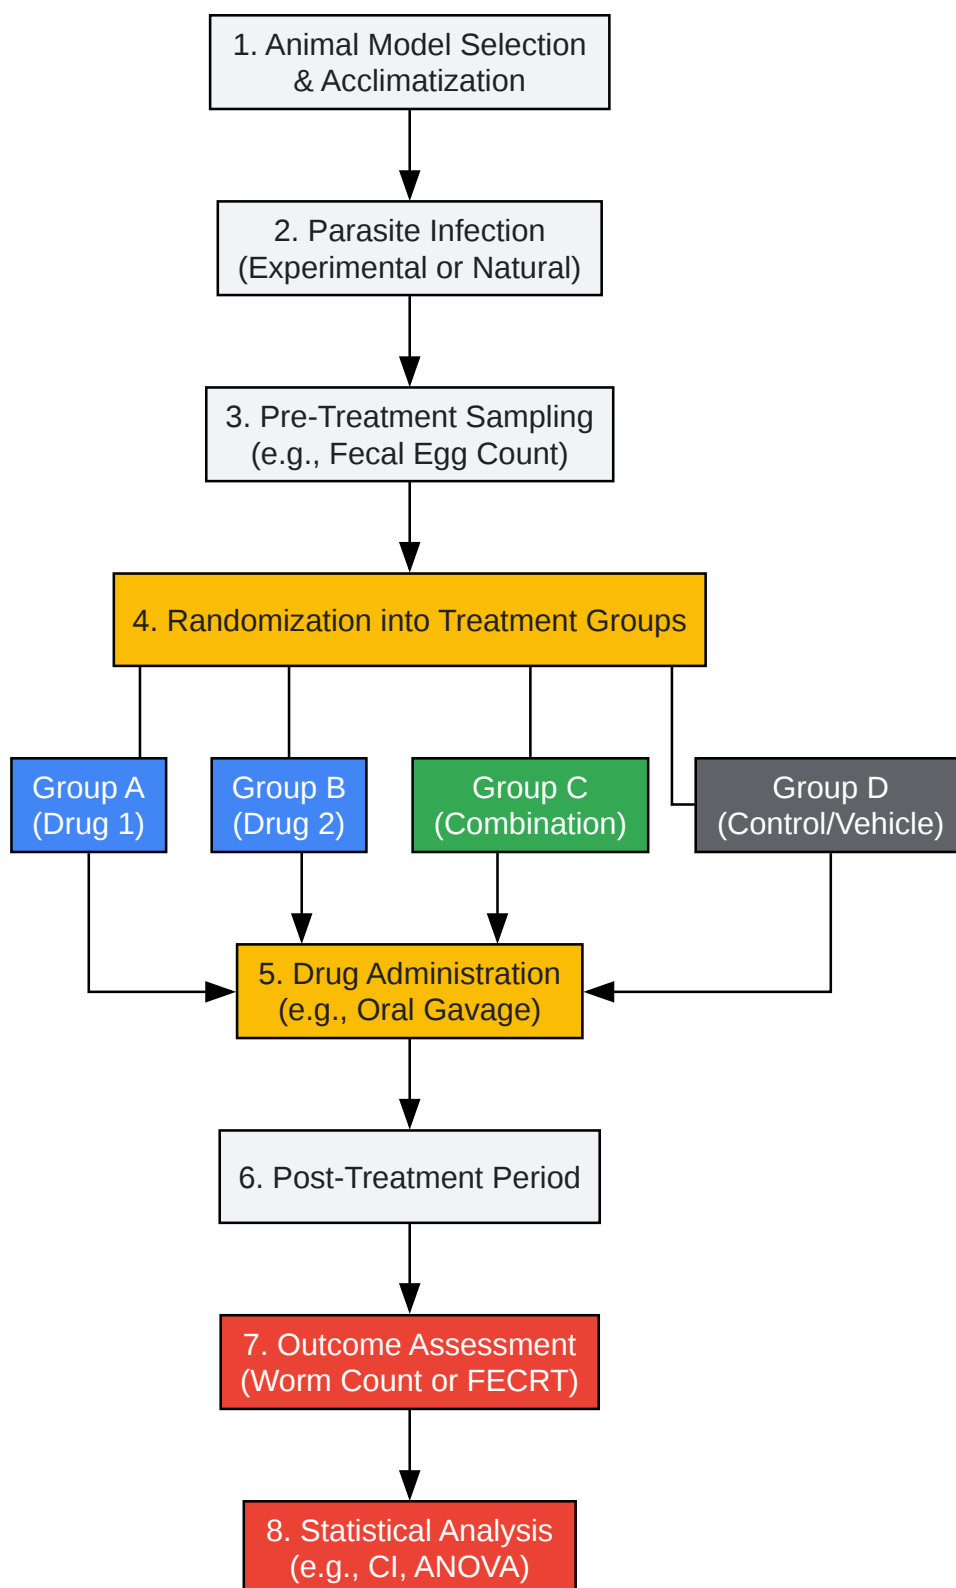 1. Animal Model Selection
& Acclimatization
2. Parasite Infection
(Experimental or Natural)
3. Pre-Treatment Sampling
(e.g., Fecal Egg Count)
4. Randomization into Treatment Groups
Group A
(Drug 1)
Group B
(Drug 2)
Group C
(Combination)
Group D
(Control/Vehicle)
5. Drug Administration
(e.g., Oral Gavage)
6. Post-Treatment Period
7. Outcome Assessment
(Worm Count or FECRT)
8. Statistical Analysis
(e.g., CI, ANOVA)